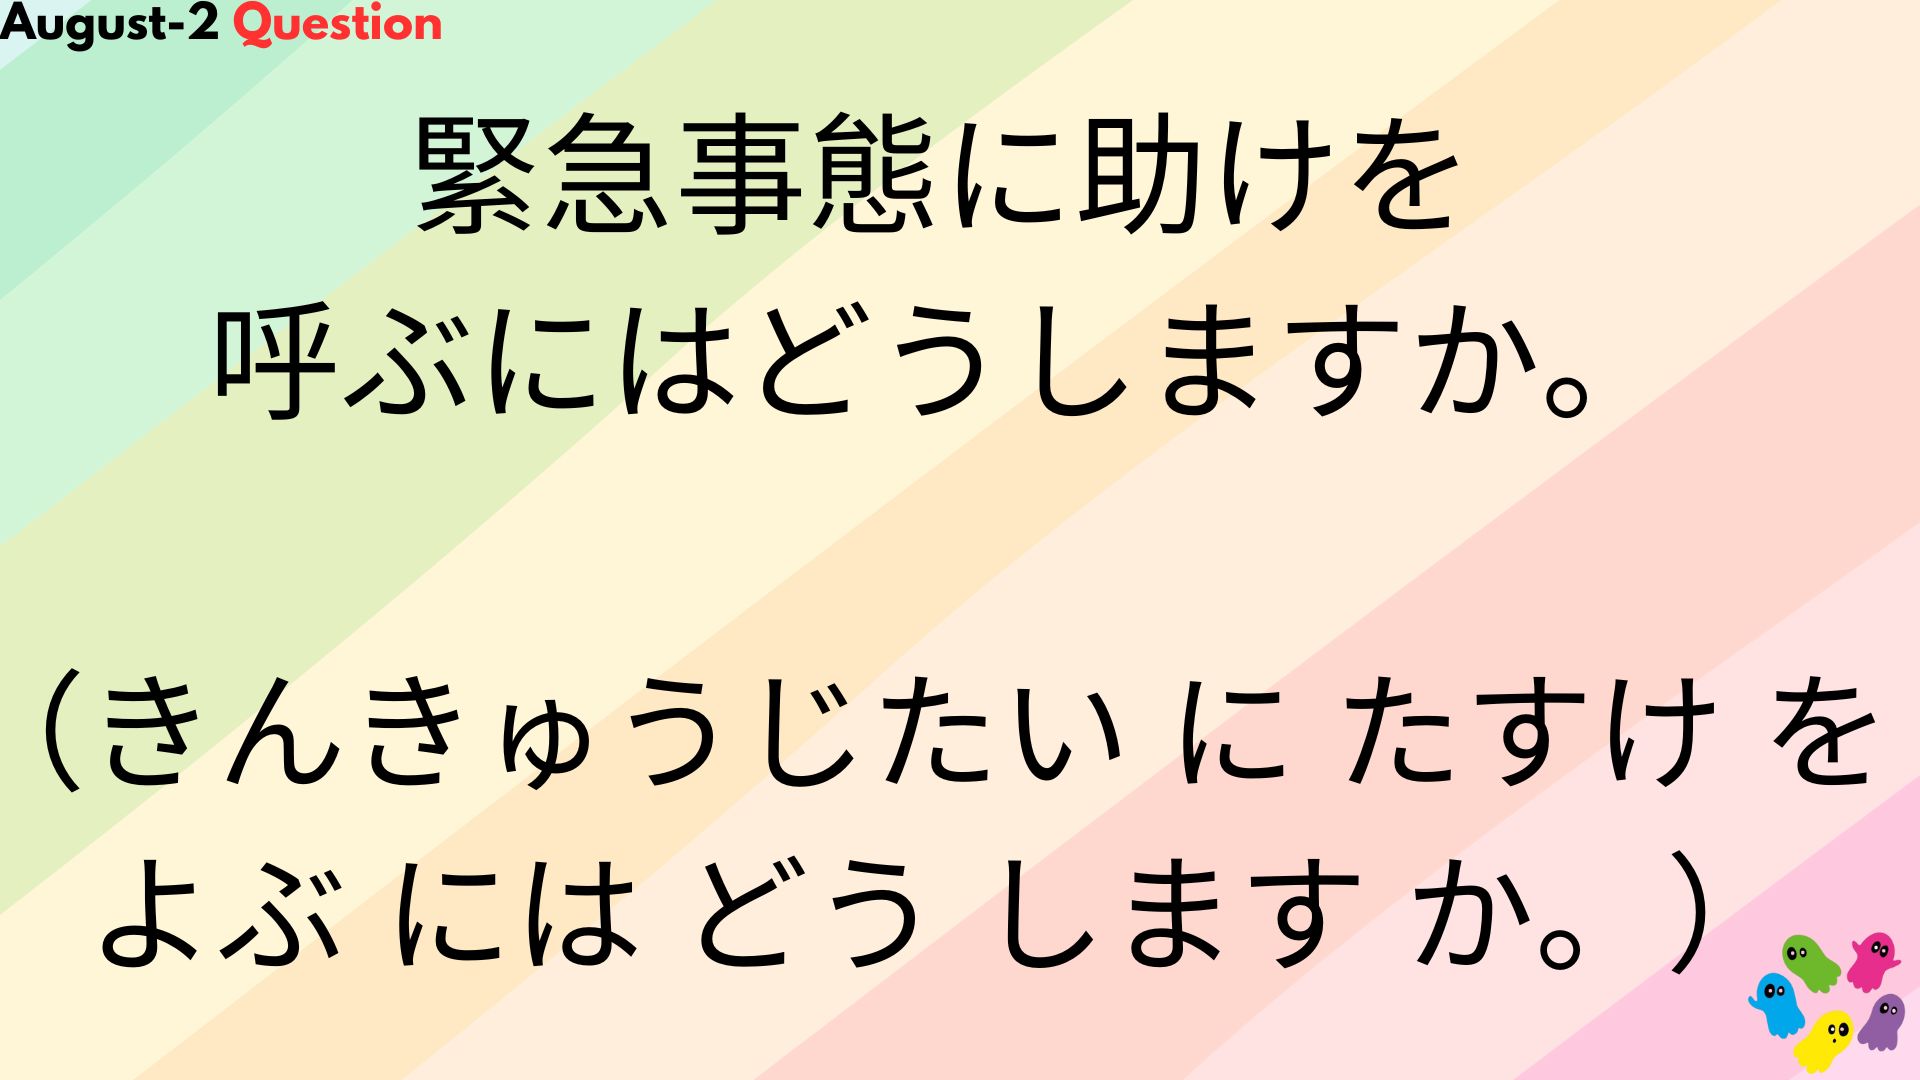 August-2 Question
緊急事態に助けを
呼ぶにはどうしますか。
（きんきゅうじたい に たすけ を
よぶ には どう します か。）